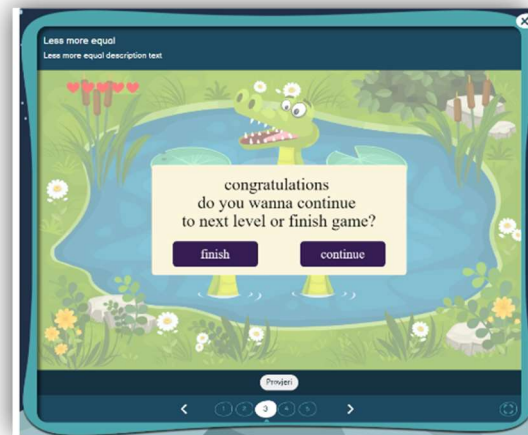 Less more equal
Less more equal description text
congratulations
do you wanna continue
to next level or finish game?
finish continue
Provjeri
1 2 3 4 5